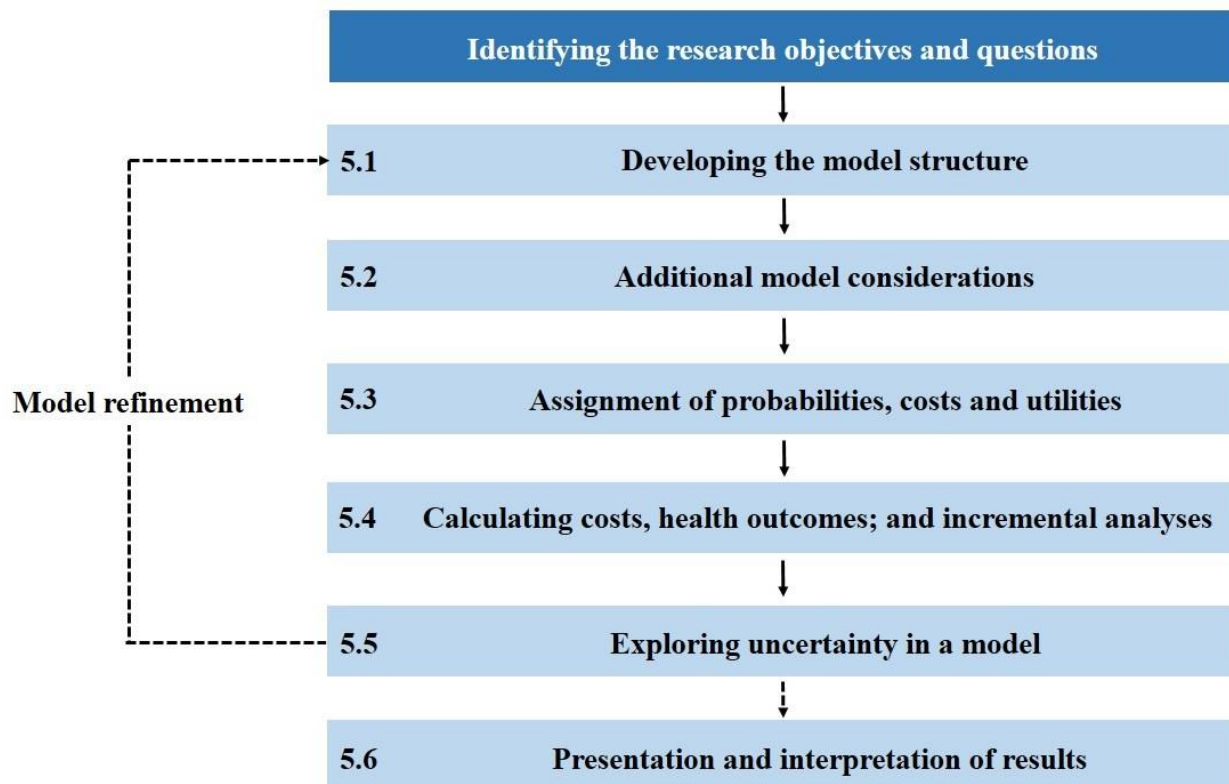 Identifying the research objectives and questions
5.1 Developing the model structure
5.2 Additional model considerations
5.3 Assignment of probabilities, costs and utilities
Model refinement
5.4 Calculating costs, health outcomes; and incremental analyses
5.5 Exploring uncertainty in a model
5.6 Presentation and interpretation of results